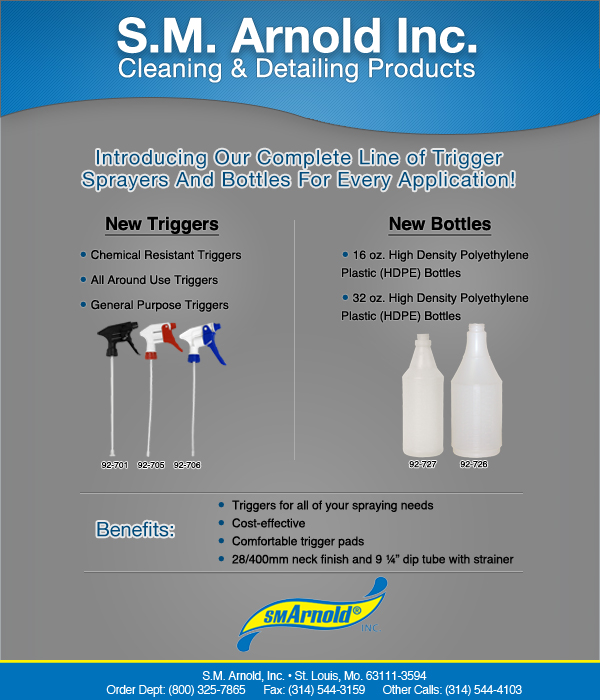 S.M. Arnold Inc.
Cleaning & Detailing Products
Introducing Our Complete Line of Trigger
Sprayers And Bottles For Every Application!
New Triggers
• Chemical Resistant Triggers
• All Around Use Triggers
• General Purpose Triggers
92-701 92-705 92-706
New Bottles
• 16 oz. High Density Polyethylene
Plastic (HDPE) Bottles
• 32 oz. High Density Polyethylene
Plastic (HDPE) Bottles
92-727 92-726
Benefits:
• Triggers for all of your spraying needs
• Cost-effective
• Comfortable trigger pads
• 28/400mm neck finish and 9 ¼” dip tube with strainer
SMArnold®
INC.
S.M. Arnold, Inc. • St. Louis, Mo. 63111-3594
Order Dept: (800) 325-7865 Fax: (314) 544-3159 Other Calls: (314) 544-4103